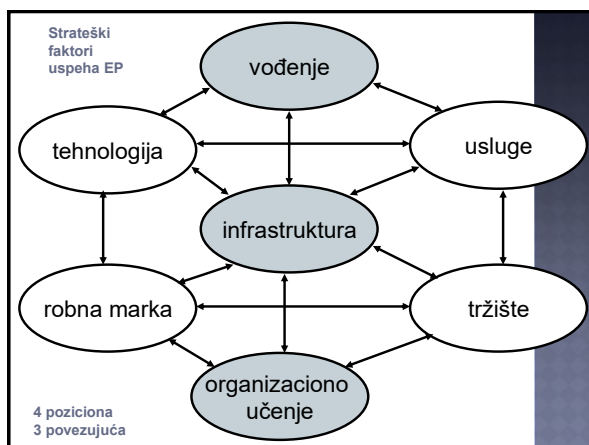 Strateški
faktori
uspeha EP
vođenje
tehnologija
usluge
infrastruktura
robna marka
tržište
organizaciono
učenje
4 poziciona
3 povezujuća